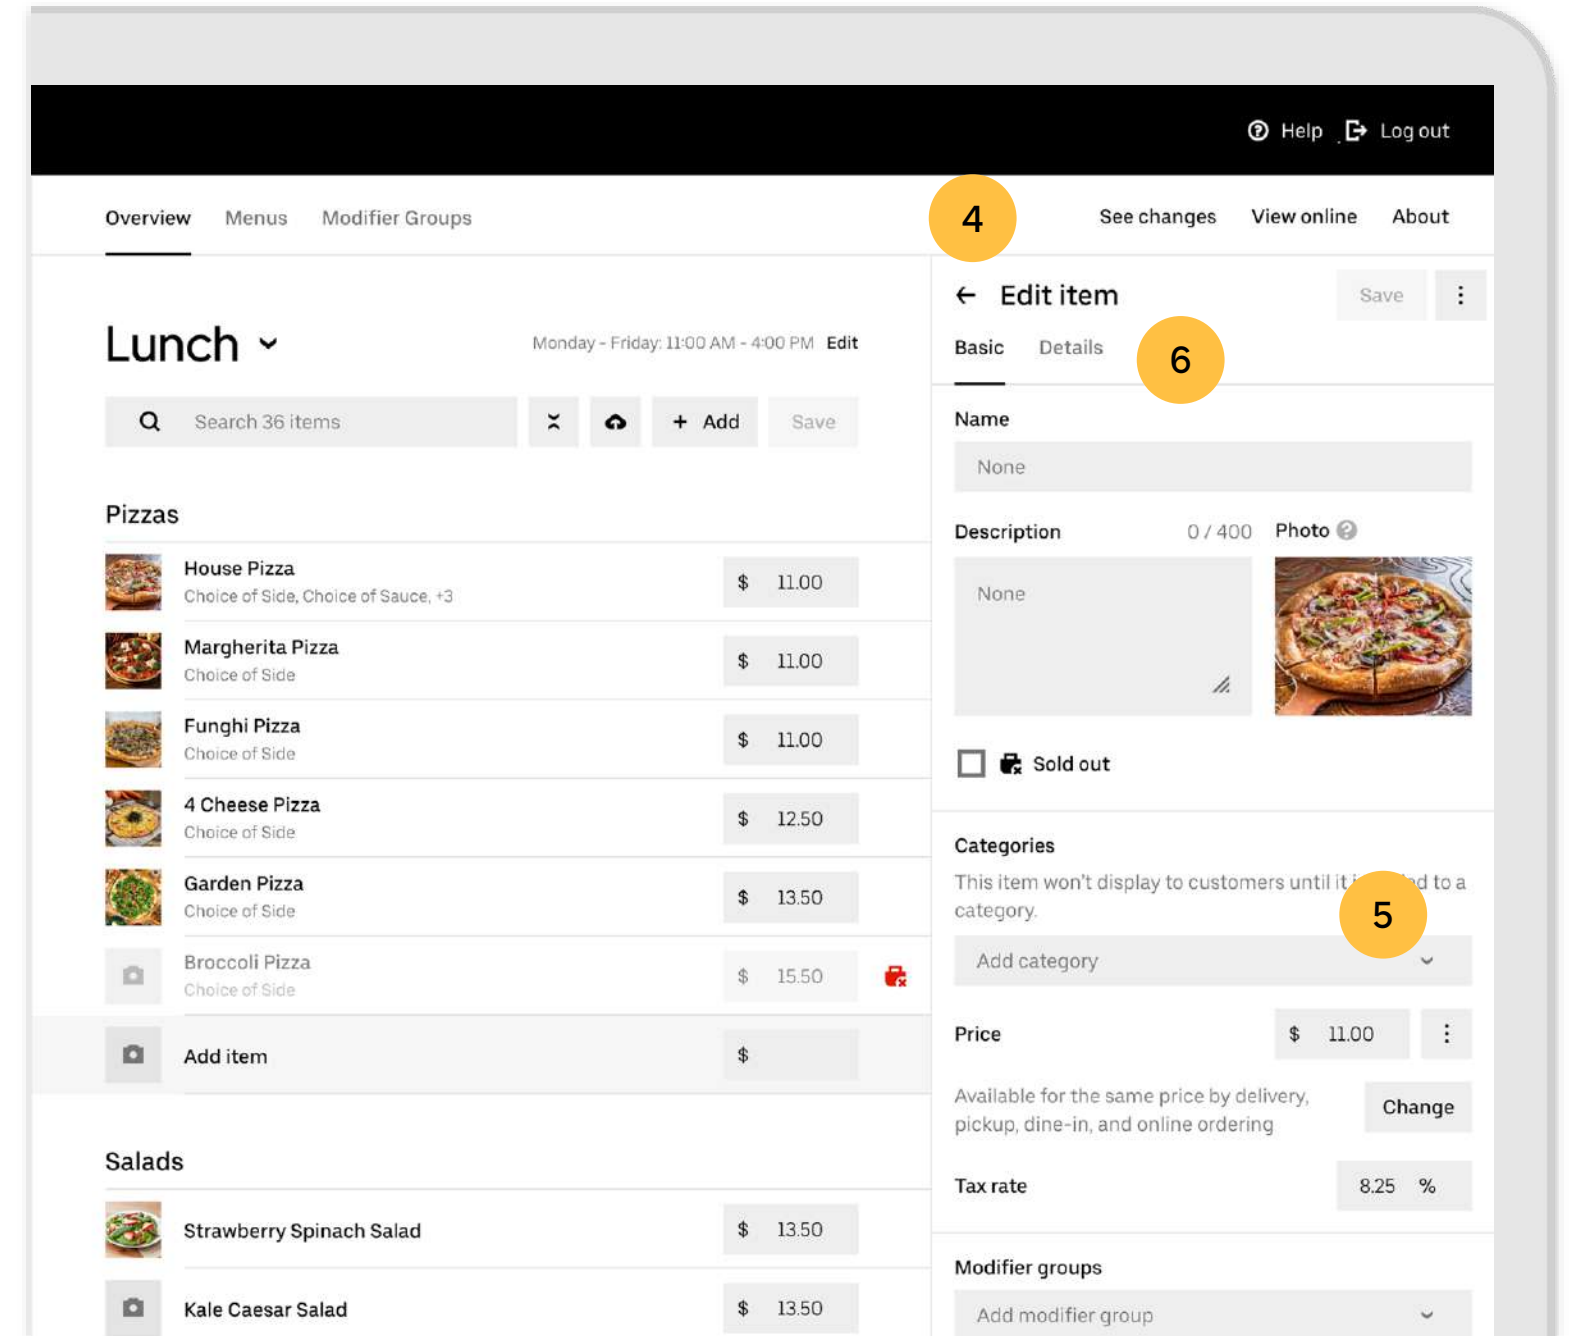 Help
Log out
Overview Menus Modifier Groups
4
See changes View online About
Lunch
Monday - Friday: 11:00 AM - 4:00 PM Edit
Search 36 items
+ Add
Save
Pizzas
House Pizza
Choice of Side, Choice of Sauce, +3
$ 11.00
Margherita Pizza
Choice of Side
$ 11.00
Funghi Pizza
Choice of Side
$ 11.00
4 Cheese Pizza
Choice of Side
$ 12.50
Garden Pizza
Choice of Side
$ 13.50
Broccoli Pizza
Choice of Side
$ 15.50
Add item
$
Salads
Strawberry Spinach Salad
$ 13.50
Kale Caesar Salad
$ 13.50
← Edit item
Save
Basic Details
6
Name
None
Description 0 / 400
Photo ?
None
Sold out
Categories
This item won't display to customers until it to a
category.
5
Add category
Price
$ 11.00
Available for the same price by delivery,
pickup, dine-in, and online ordering
Change
Tax rate
8.25 %
Modifier groups
Add modifier group